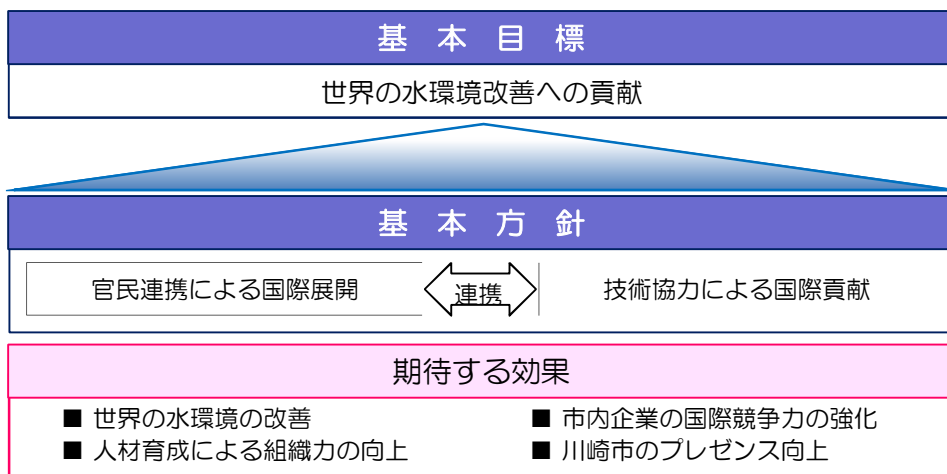 基本目標
世界の水環境改善への貢献
基本方針
官民連携による国際展開
連携
技術協力による国際貢献
期待する効果
■ 世界の水環境の改善
■ 市内企業の国際競争力の強化
■ 人材育成による組織力の向上
■ 川崎市のプレゼンス向上